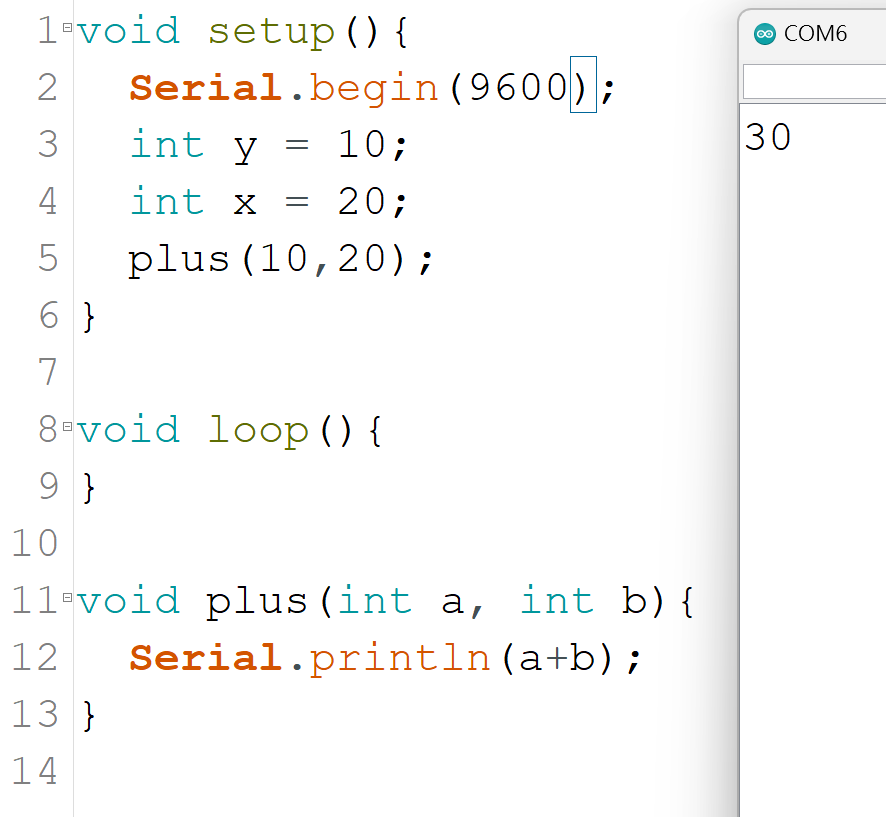 1 void setup(){
2   Serial.begin(9600);
3   int y = 10;
4   int x = 20;
5   plus(10,20);
6 }
7
8 void loop(){
9 }
10
11 void plus(int a, int b){
12   Serial.println(a+b);
13 }
14
COM6
30